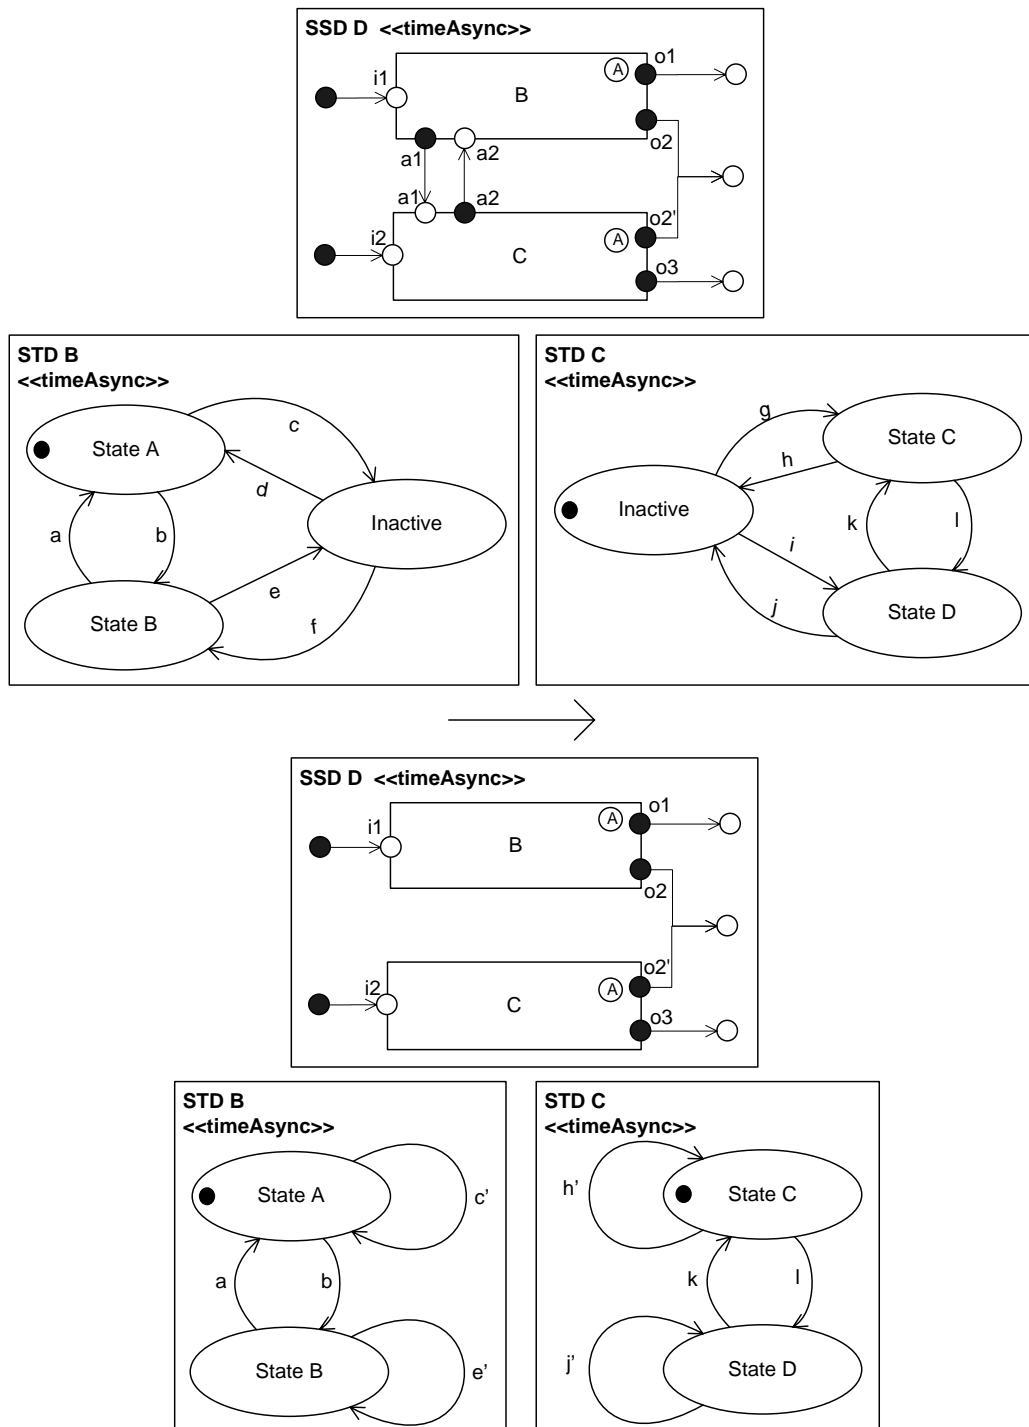 SSD D <<timeAsync>>
i1
B
A
o1
o2
a1
a2
a1
a2
i2
C
o2'
A
o3
STD B
<<timeAsync>>
State A
c
d
Inactive
a
b
e
State B
f
STD C
<<timeAsync>>
g
State C
h
Inactive
k
l
i
j
State D
SSD D <<timeAsync>>
i1
B
A
o1
o2
i2
C
o2'
A
o3
STD B
<<timeAsync>>
State A
c'
a
b
State B
e'
STD C
<<timeAsync>>
h'
State C
k
l
j'
State D